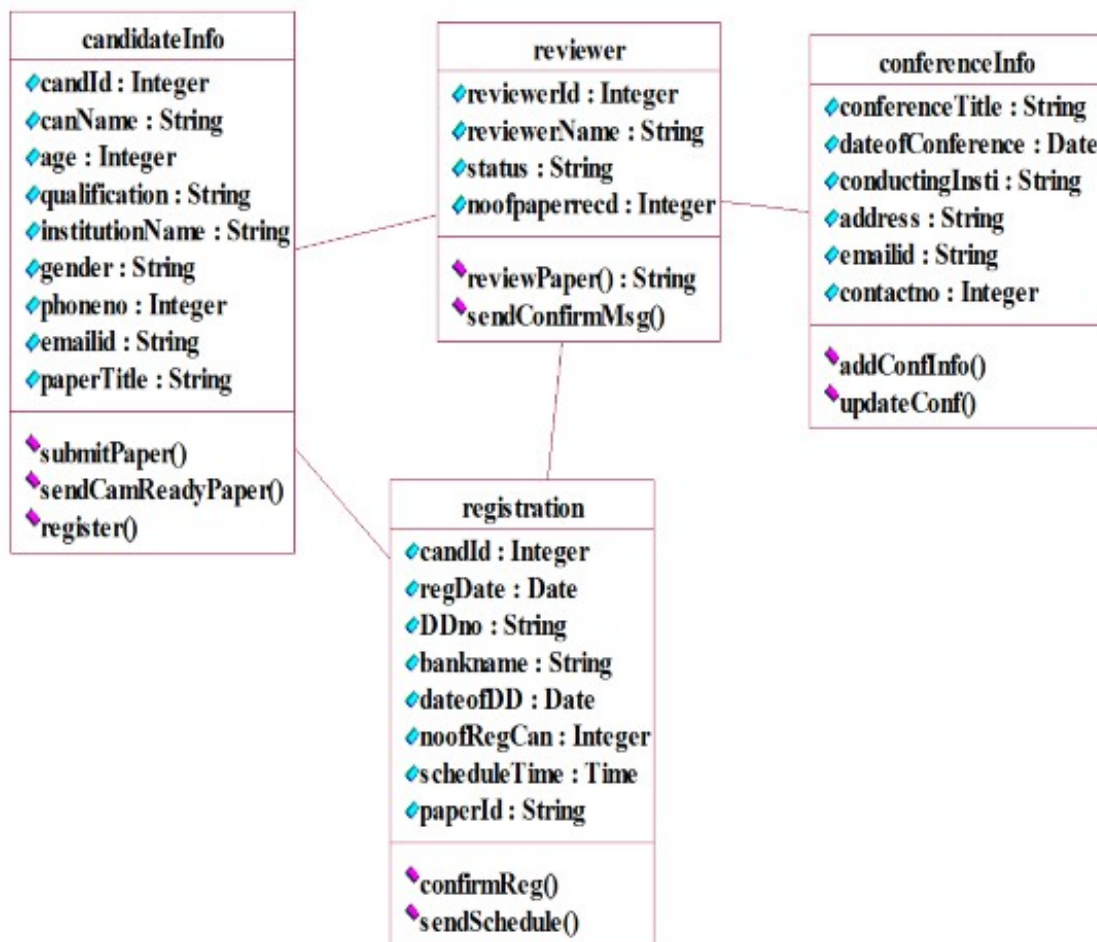 candidateInfo
candId : Integer
canName : String
age : Integer
qualification : String
institutionName : String
gender : String
phoneno : Integer
emailid : String
paperTitle : String
submitPaper()
sendCamReadyPaper()
register()
reviewer
reviewerId : Integer
reviewerName : String
status : String
noofpaperrecd : Integer
reviewPaper() : String
sendConfirmMsg()
conferenceInfo
conferenceTitle : String
dateofConference : Date
conductingInsti : String
address : String
emailid : String
contactno : Integer
addConfInfo()
updateConf()
registration
candId : Integer
regDate : Date
DDno : String
bankname : String
dateofDD : Date
noofRegCan : Integer
scheduleTime : Time
paperId : String
confirmReg()
sendSchedule()